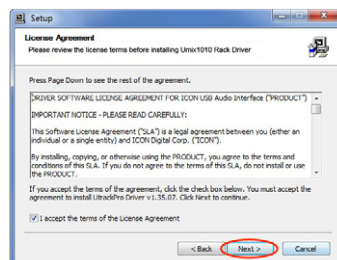 Setup
License Agreement
Please review the license terms before installing Umix1010 Rack Driver
Press Page Down to see the rest of the agreement.
DRIVER SOFTWARE LICENSE AGREEMENT FOR ICON USB Audio Interface ("PRODUCT")
IMPORTANT NOTICE - PLEASE READ CAREFULLY:
This Software License Agreement ("SLA") is a legal agreement between you (either an
individual or a single entity) and ICON Digital Corp. ("ICON").
By installing, copying, or otherwise using the PRODUCT, you agree to the terms and
conditions of this SLA. If you do not agree to the terms of this SLA, do not install or use
the PRODUCT.
If you accept the terms of the agreement, click the check box below. You must accept the
agreement to install UtrackPro Driver v1.35.07. Click Next to continue.
I accept the terms of the License Agreement
< Back
Next >
Cancel